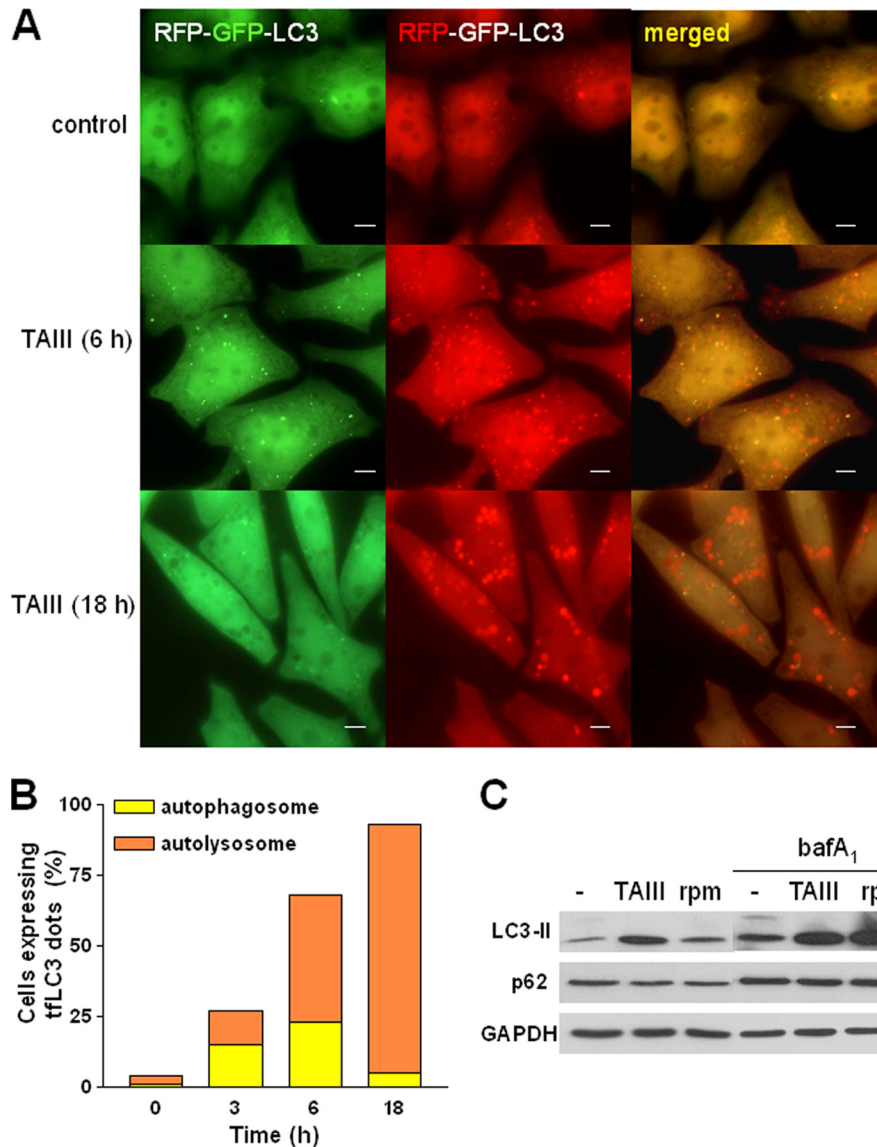 A
RFP-GFP-LC3
RFP-GFP-LC3
merged
control
TAIII (6 h)
TAIII (18 h)
B
autophagosome
autolysosome
Cells expressing
tfLC3 dots (%)
100
75
50
25
0
0 3 6 18
Time (h)
C
bafA₁
- TAIII rpm - TAIII rp
LC3-II
p62
GAPDH